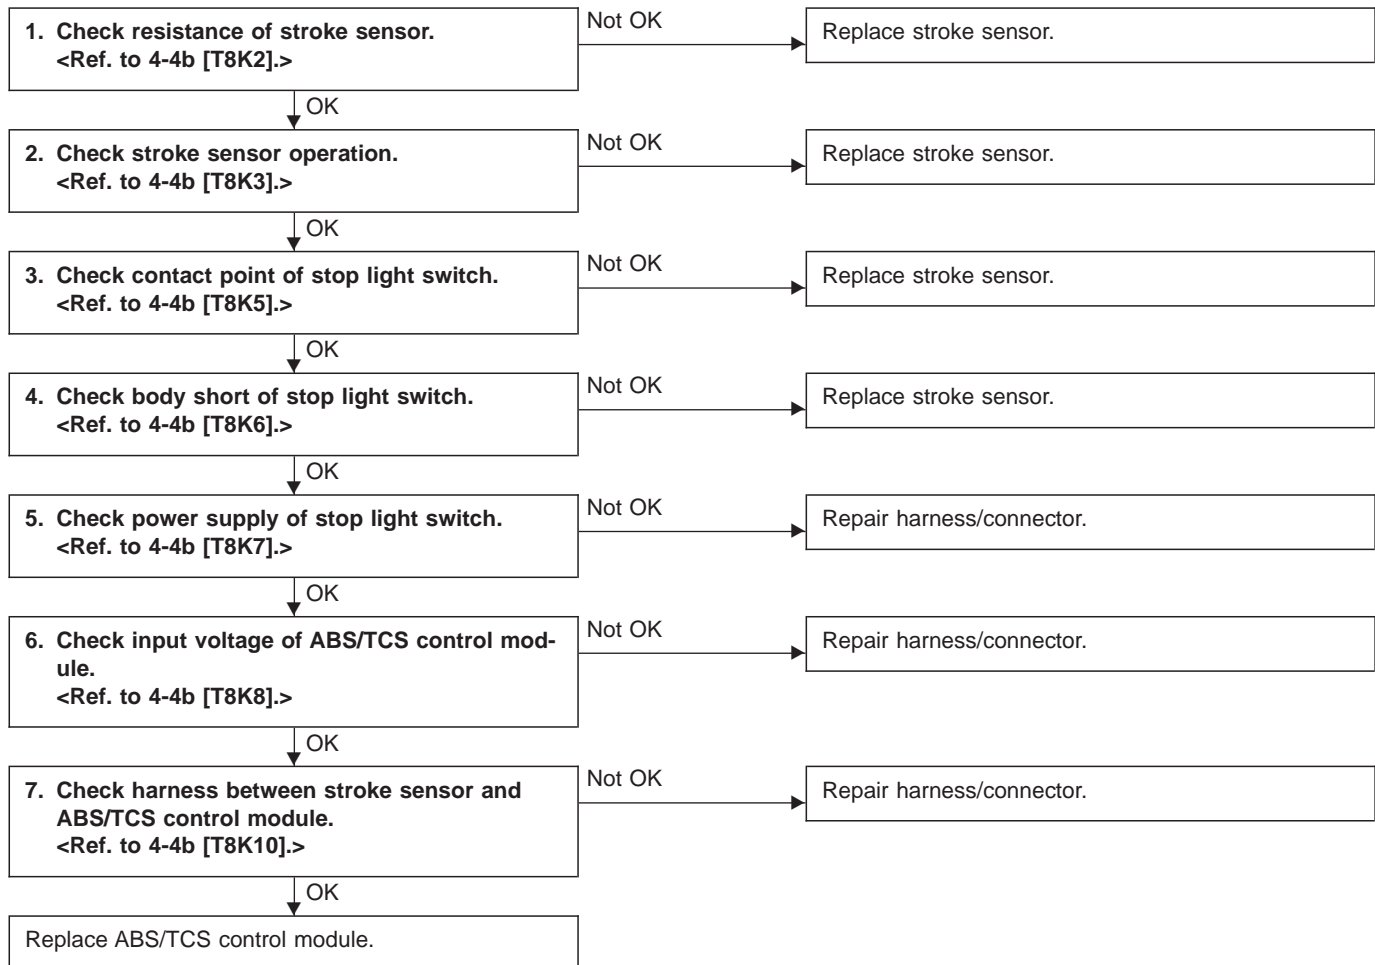 1. Check resistance of stroke sensor.
<Ref. to 4-4b [T8K2].>
Not OK
Replace stroke sensor.
OK
2. Check stroke sensor operation.
<Ref. to 4-4b [T8K3].>
Not OK
Replace stroke sensor.
OK
3. Check contact point of stop light switch.
<Ref. to 4-4b [T8K5].>
Not OK
Replace stroke sensor.
OK
4. Check body short of stop light switch.
<Ref. to 4-4b [T8K6].>
Not OK
Replace stroke sensor.
OK
5. Check power supply of stop light switch.
<Ref. to 4-4b [T8K7].>
Not OK
Repair harness/connector.
OK
6. Check input voltage of ABS/TCS control mod-
ule.
<Ref. to 4-4b [T8K8].>
Not OK
Repair harness/connector.
OK
7. Check harness between stroke sensor and
ABS/TCS control module.
<Ref. to 4-4b [T8K10].>
Not OK
Repair harness/connector.
OK
Replace ABS/TCS control module.